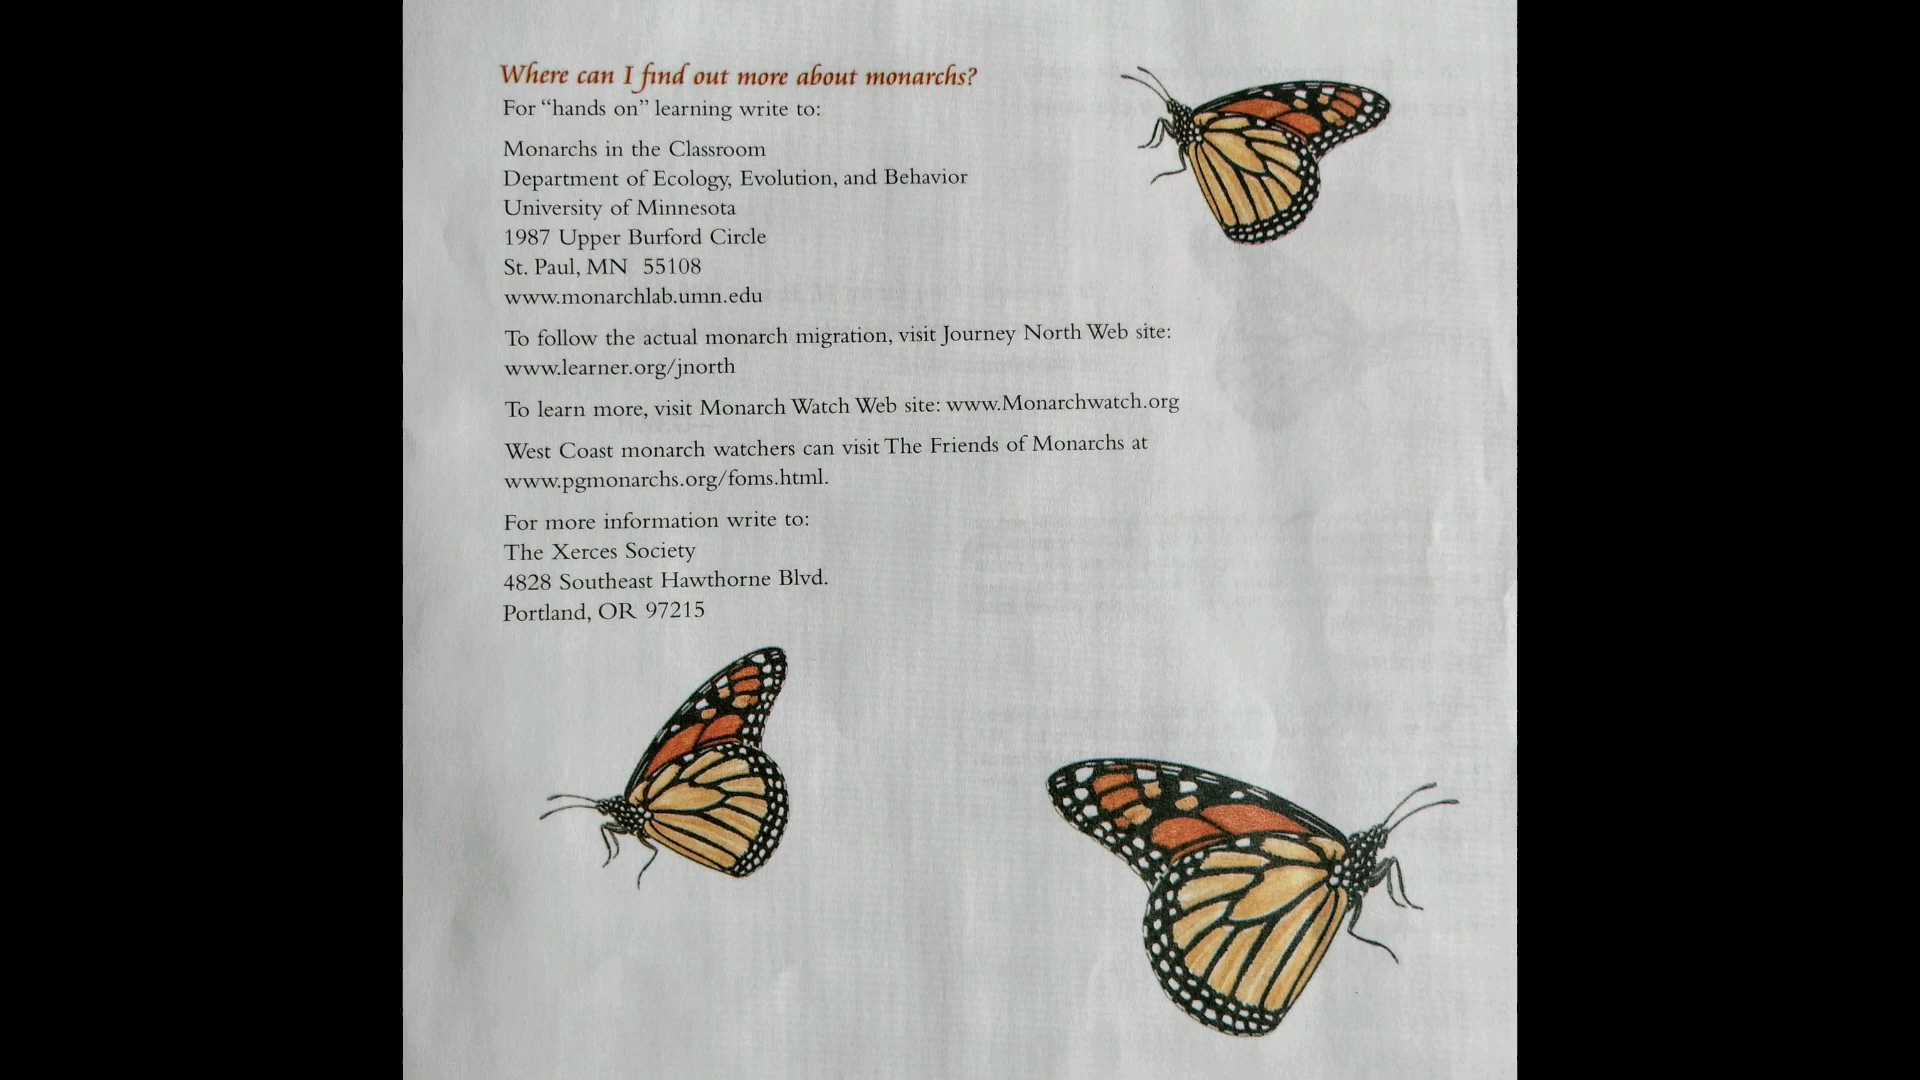 Where can I find out more about monarchs?
For “hands on” learning write to:
Monarchs in the Classroom
Department of Ecology, Evolution, and Behavior
University of Minnesota
1987 Upper Burford Circle
St. Paul, MN 55108
www.monarchlab.umn.edu
To follow the actual monarch migration, visit Journey North Web site:
www.learner.org/jnorth
To learn more, visit Monarch Watch Web site: www.Monarchwatch.org
West Coast monarch watchers can visit The Friends of Monarchs at
www.pgmonarchs.org/foms.html.
For more information write to:
The Xerces Society
4828 Southeast Hawthorne Blvd.
Portland, OR 97215